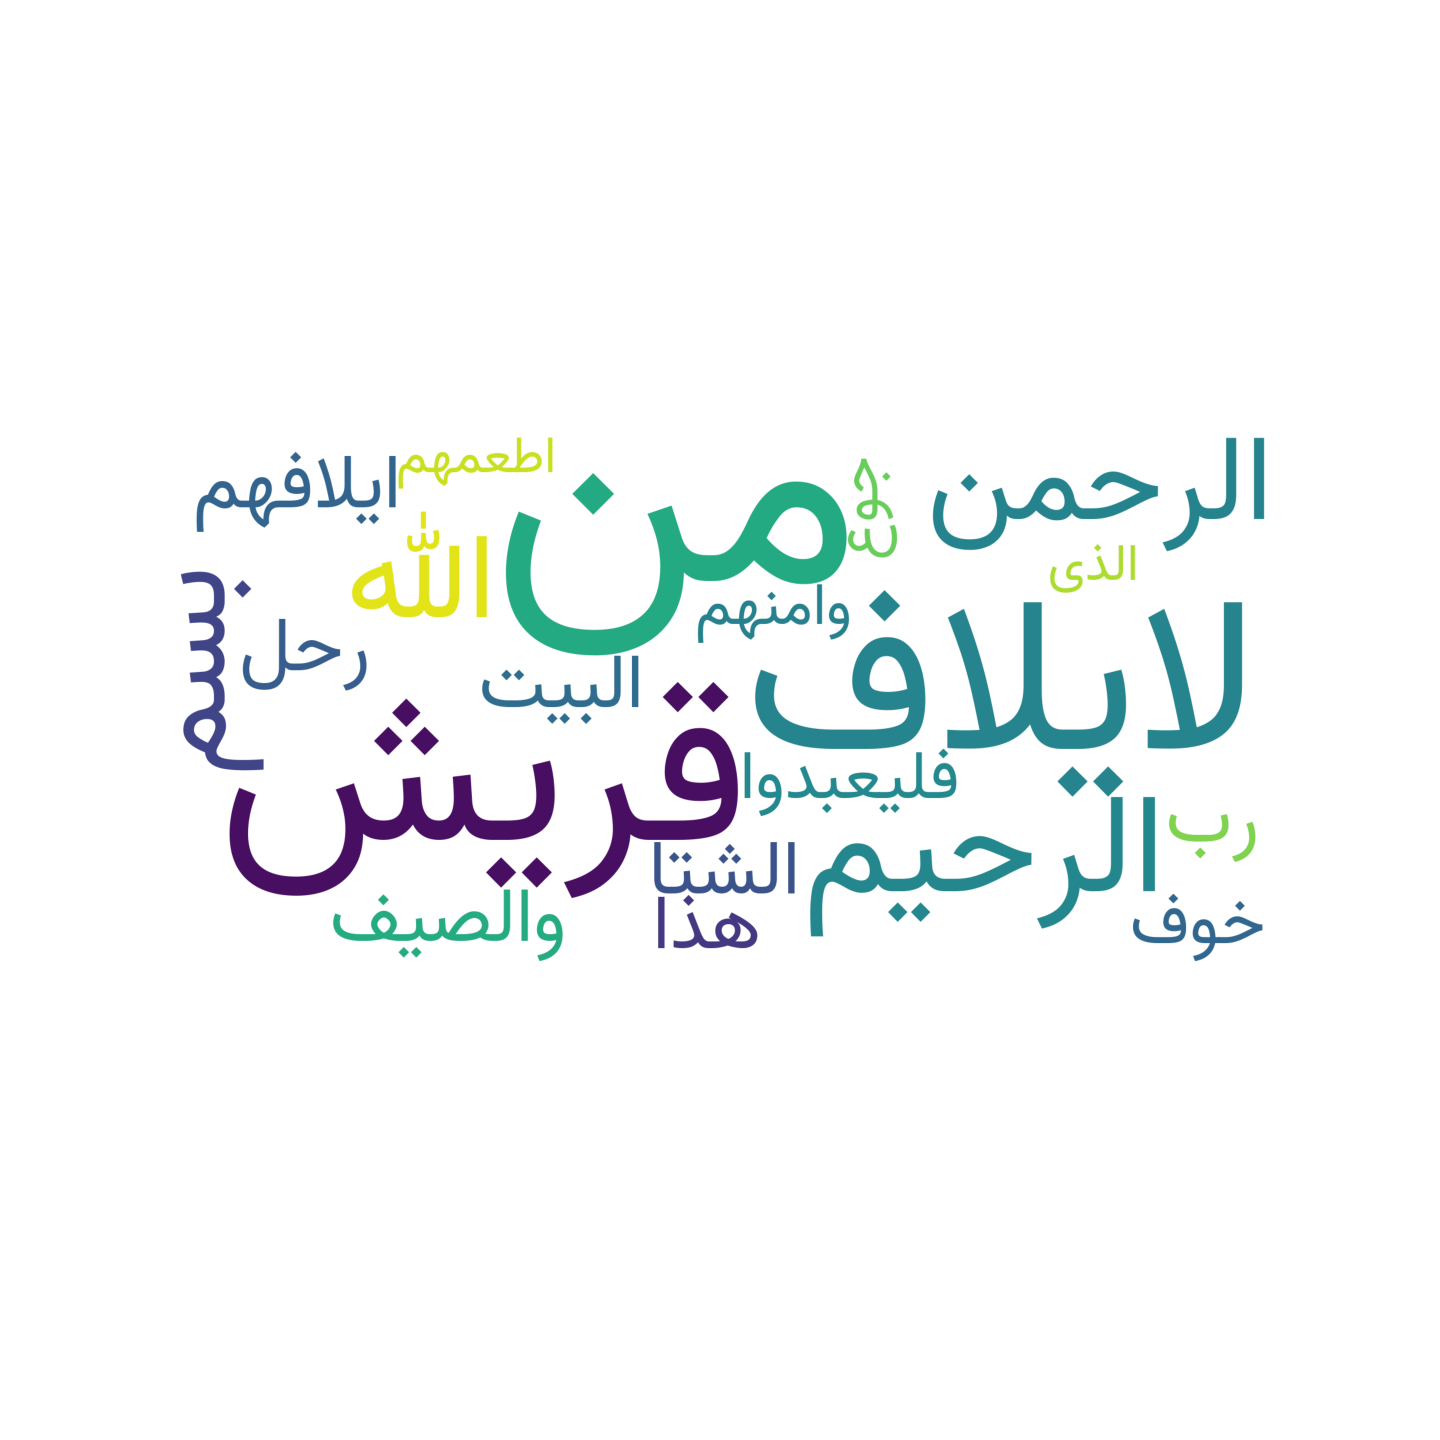 الرحمن
من
اطعمهم
ايلافهم
جوع
الله
الذى
بسم
وامنهم
لايلاف
رحل
البيت
قريش
فليعبدوا
الرحيم
رب
الشتا
والصيف
هذا
خوف